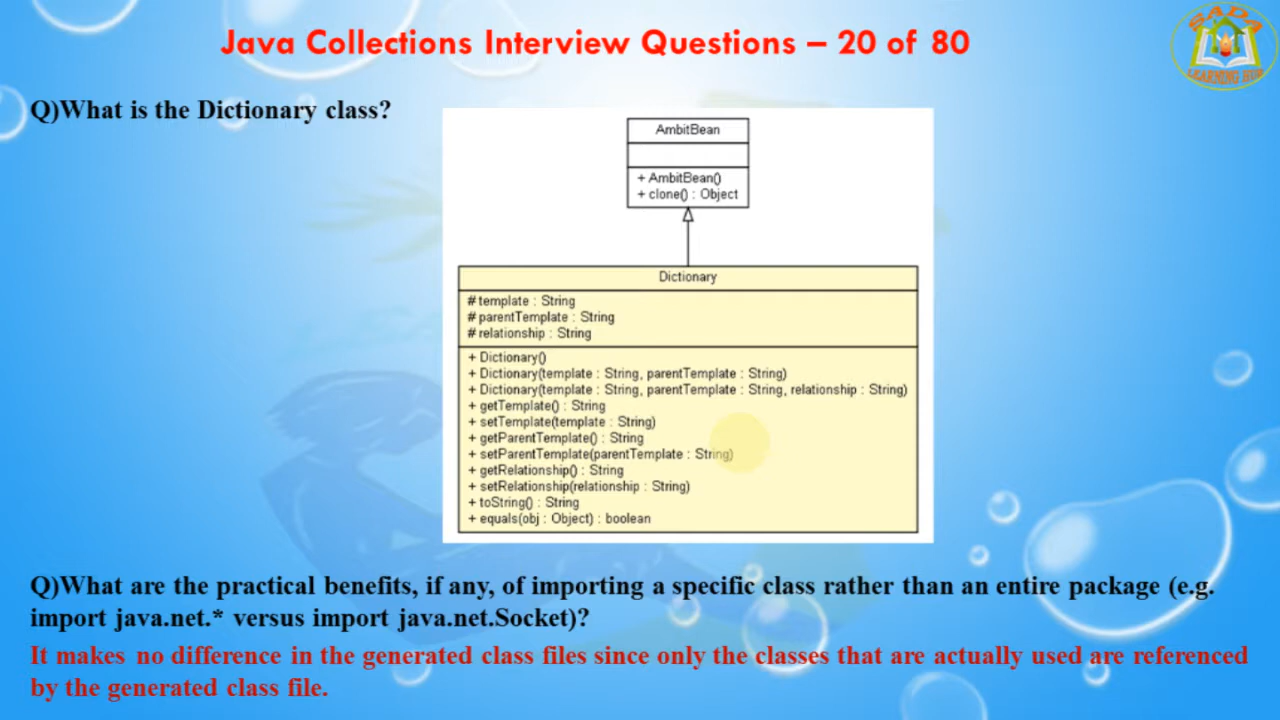 Java Collections Interview Questions – 20 of 80
SADA
LEARNING HUB
Q)What is the Dictionary class?
AmbitBean
+ AmbitBean()
+ clone() : Object
Dictionary
# template : String
# parentTemplate : String
# relationship : String
+ Dictionary()
+ Dictionary(template : String, parentTemplate : String)
+ Dictionary(template : String, parentTemplate : String, relationship : String)
+ getTemplate() : String
+ setTemplate(template : String)
+ getParentTemplate() : String
+ setParentTemplate(parentTemplate : String)
+ getRelationship() : String
+ setRelationship(relationship : String)
+ toString() : String
+ equals(obj : Object) : boolean
Q)What are the practical benefits, if any, of importing a specific class rather than an entire package (e.g.
import java.net.* versus import java.net.Socket)?
It makes no difference in the generated class files since only the classes that are actually used are referenced
by the generated class file.